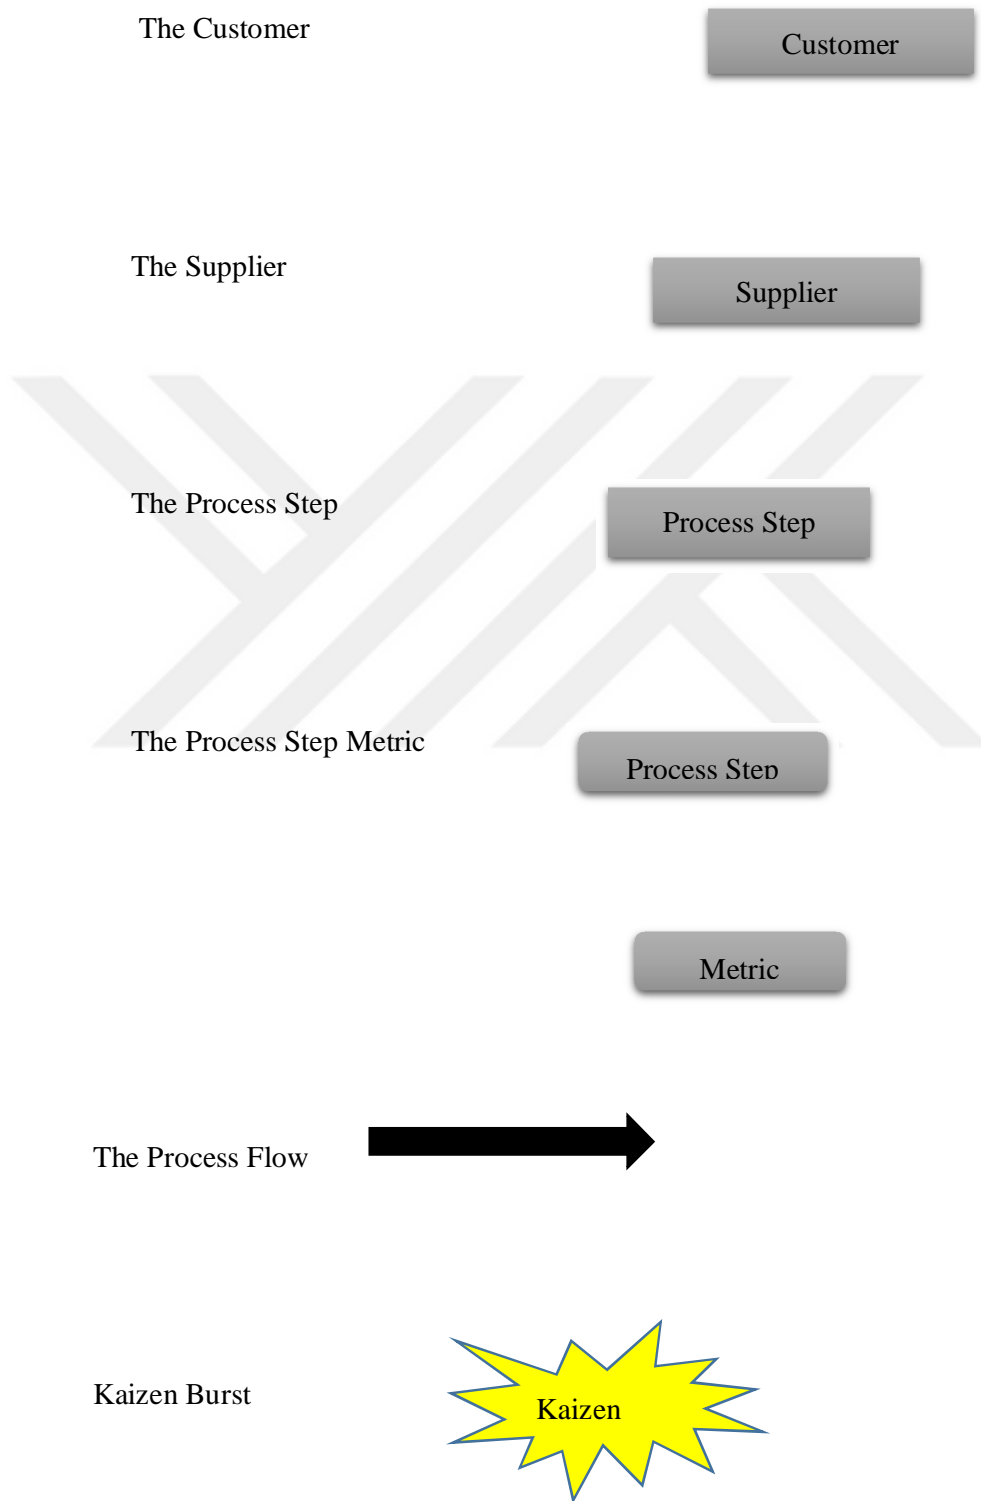 The Customer
Customer
The Supplier
Supplier
The Process Step
Process Step
The Process Step Metric
Process Step
Metric
The Process Flow
Kaizen Burst
Kaizen